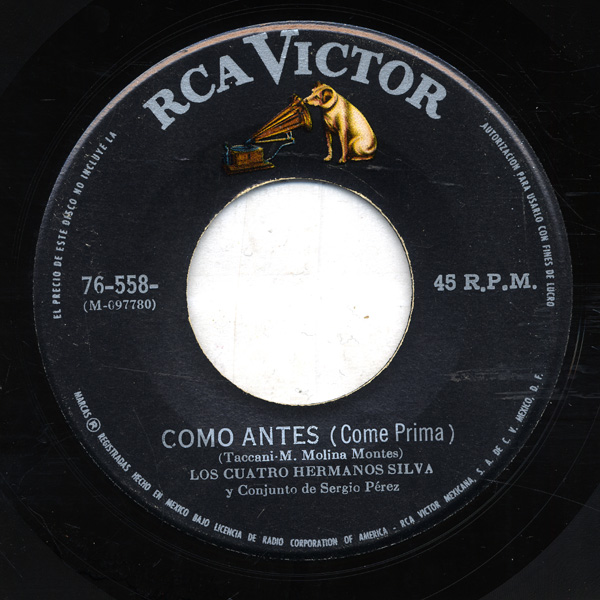 RCA VICTOR
EL PRECIO DE ESTE DISCO NO INCLUYE LA
AUTORIZACION PARA USARLO CON FINES DE LUCRO
76-558-
(M-697780)
45 R.P.M.
COMO ANTES (Come Prima)
(Taccani-M. Molina Montes)
LOS CUATRO HERMANOS SILVA
y Conjunto de Sergio Pérez
MARCAS ® REGISTRADAS HECHO EN MEXICO BAJO LICENCIA DE RADIO CORPORATION OF AMERICA - RCA VICTOR MEXICANA, S. A. DE C. V. MEXICO, D. F.